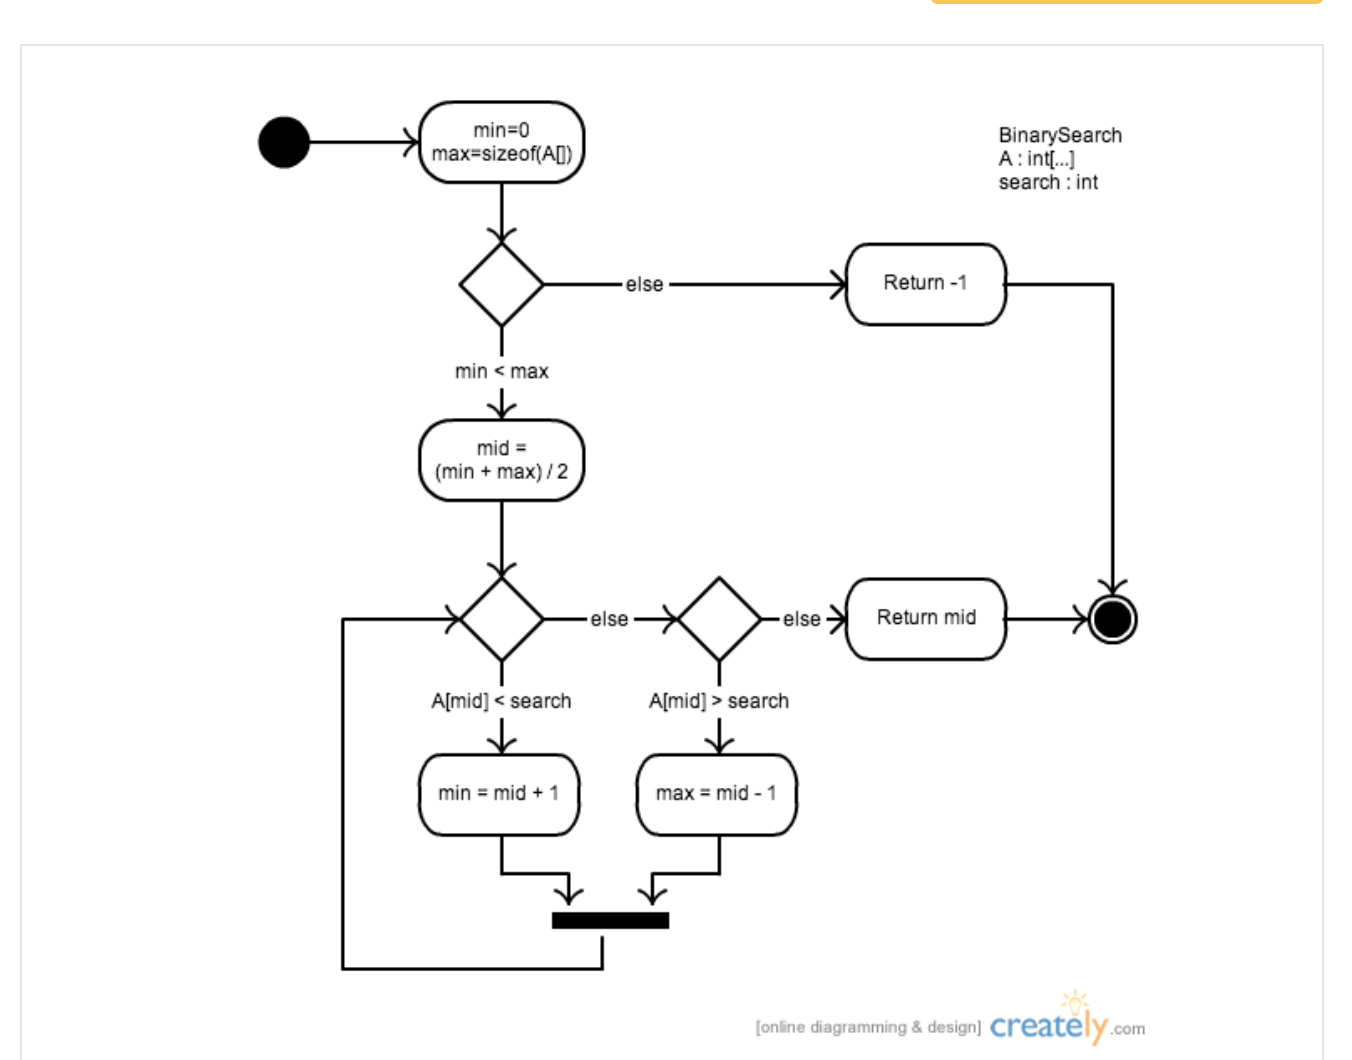 min=0
max=sizeof(A[])
BinarySearch
A : int[...]
search : int
else
Return -1
min < max
mid =
(min + max) / 2
else
else
Return mid
A[mid] < search
A[mid] > search
min = mid + 1
max = mid - 1
[online diagramming & design] creately.com